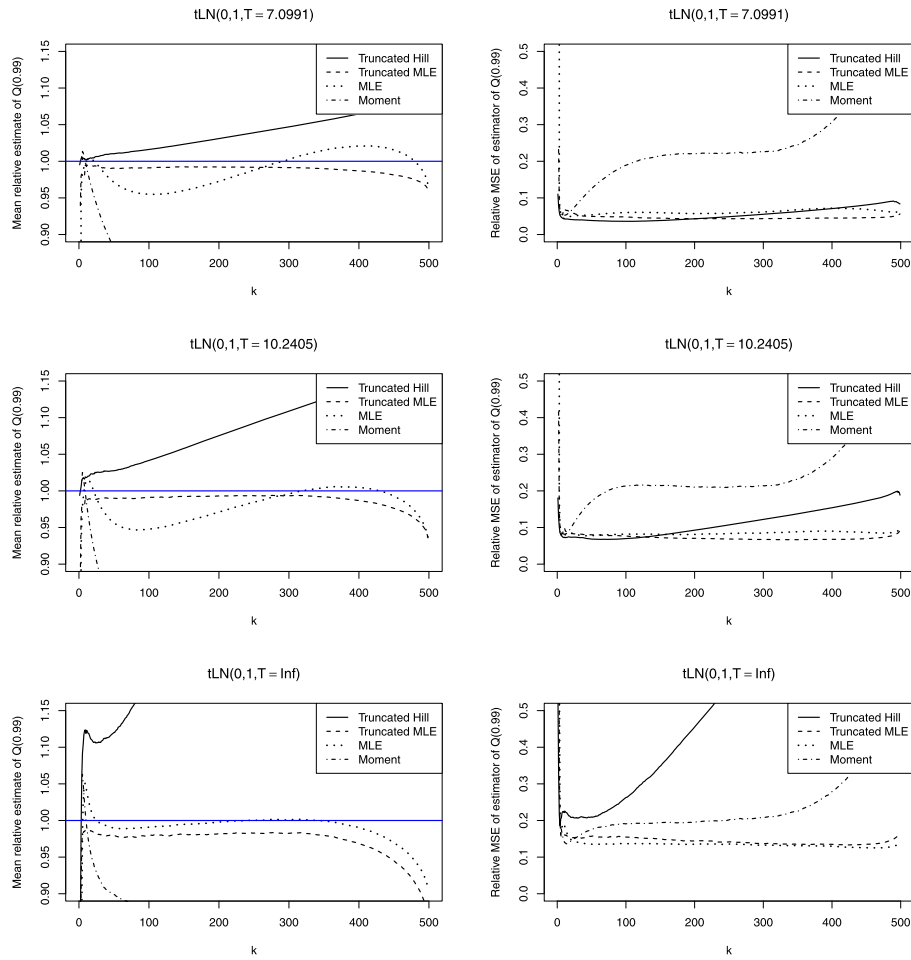 tLN(0,1,T = 7.0991)
Mean relative estimate of Q(0.99)
1.15
1.10
1.05
1.00
0.95
0.90
Truncated Hill
Truncated MLE
MLE
Moment
0 100 200 300 400 500
k
tLN(0,1,T = 7.0991)
Relative MSE of estimator of Q(0.99)
0.5
0.4
0.3
0.2
0.1
0.0
Truncated Hill
Truncated MLE
MLE
Moment
0 100 200 300 400 500
k
tLN(0,1,T = 10.2405)
Mean relative estimate of Q(0.99)
1.15
1.10
1.05
1.00
0.95
0.90
Truncated Hill
Truncated MLE
MLE
Moment
0 100 200 300 400 500
k
tLN(0,1,T = 10.2405)
Relative MSE of estimator of Q(0.99)
0.5
0.4
0.3
0.2
0.1
0.0
Truncated Hill
Truncated MLE
MLE
Moment
0 100 200 300 400 500
k
tLN(0,1,T = Inf)
Mean relative estimate of Q(0.99)
1.15
1.10
1.05
1.00
0.95
0.90
Truncated Hill
Truncated MLE
MLE
Moment
0 100 200 300 400 500
k
tLN(0,1,T = Inf)
Relative MSE of estimator of Q(0.99)
0.5
0.4
0.3
0.2
0.1
0.0
Truncated Hill
Truncated MLE
MLE
Moment
0 100 200 300 400 500
k